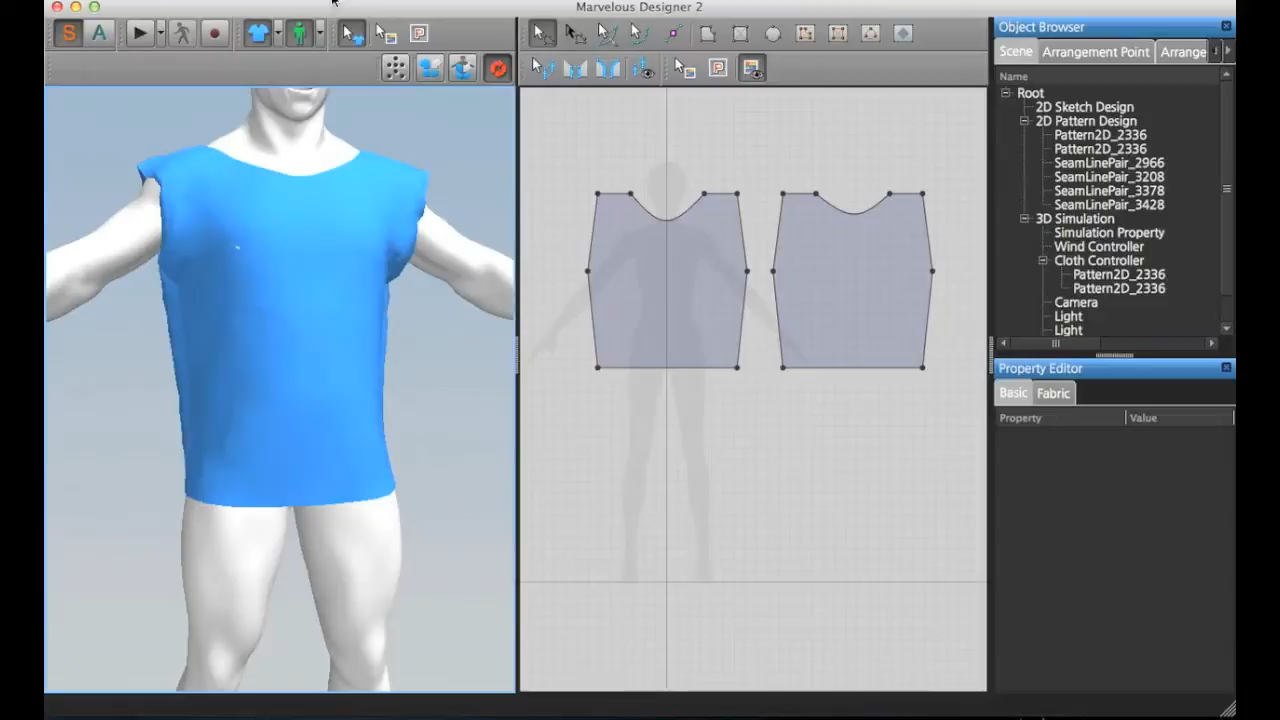 Marvelous Designer 2
S
A
Object Browser
Scene
Arrangement Point
Arrange
Name
Root
2D Sketch Design
2D Pattern Design
Pattern2D_2336
Pattern2D_2336
SeamLinePair_2966
SeamLinePair_3208
SeamLinePair_3378
SeamLinePair_3428
3D Simulation
Simulation Property
Wind Controller
Cloth Controller
Pattern2D_2336
Pattern2D_2336
Camera
Light
Light
Property Editor
Basic
Fabric
Property
Value